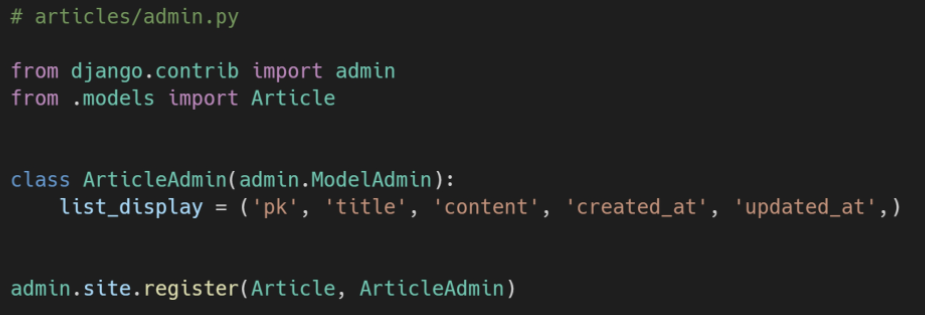 # articles/admin.py
from django.contrib import admin
from .models import Article
class ArticleAdmin(admin.ModelAdmin):
    list_display = ('pk', 'title', 'content', 'created_at', 'updated_at',)
admin.site.register(Article, ArticleAdmin)